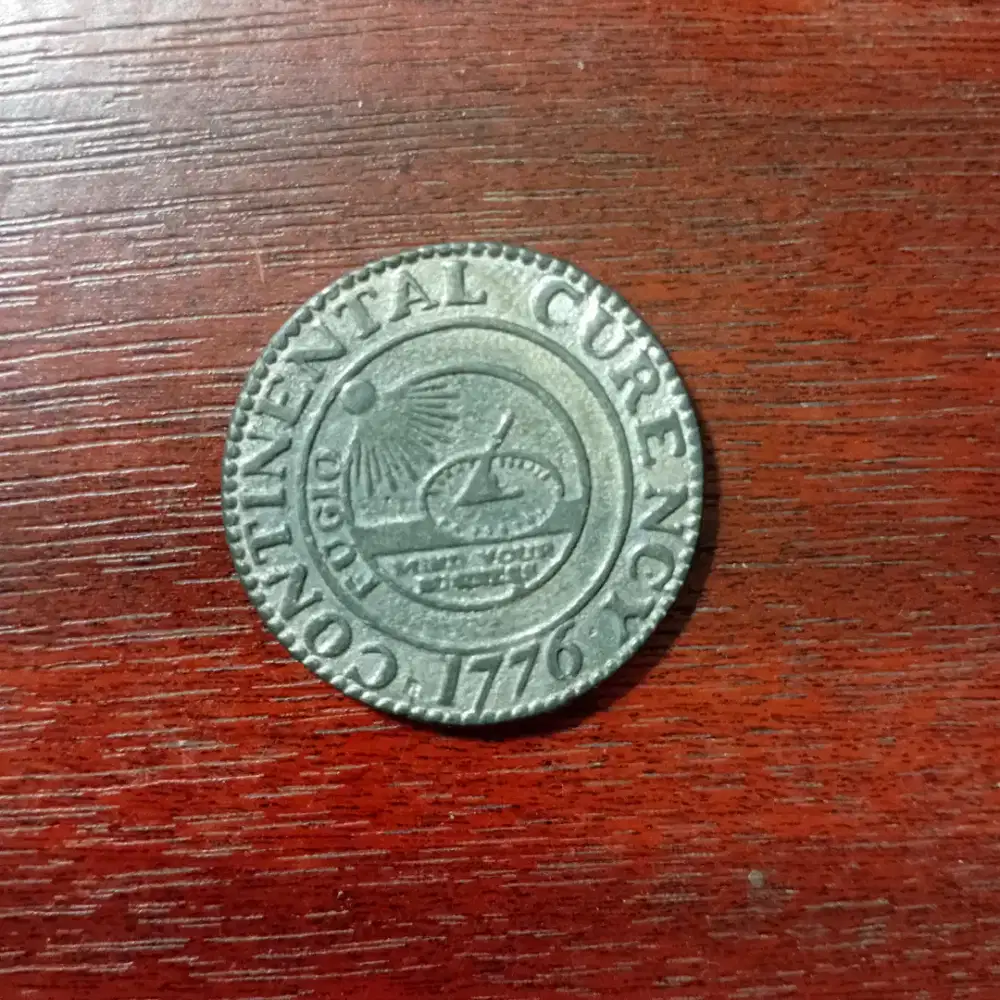 CONTINENTAL CURENCY
1776
FUGIO
MIND YOUR
BUSINESS